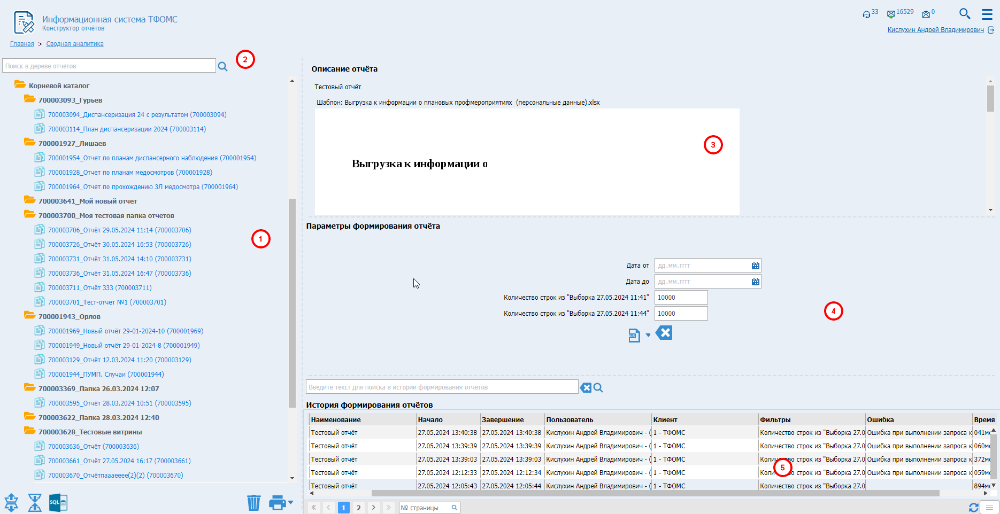 Информационная система ТФОМС
Конструктор отчётов
33 16529 0
Кислухин Андрей Владимирович
Главная > Сводная аналитика
Поиск в дереве отчетов
2
Корневой каталог
700003093_Гурьев
700003094_Диспансеризация 24 с результатом (700003094)
700003114_План диспансеризации 2024 (700003114)
700001927_Лишаев
700001954_Отчет по планам диспансерного наблюдения (700001954)
700001928_Отчет по планам медосмотров (700001928)
700001964_Отчет по прохождению ЗЛ медосмотра (700001964)
700003641_Мой новый отчет
700003700_Моя тестовая папка отчетов
700003706_Отчёт 29.05.2024 11:14 (700003706)
1
700003726_Отчёт 30.05.2024 16:53 (700003726)
700003731_Отчёт 31.05.2024 14:10 (700003731)
700003736_Отчёт 31.05.2024 16:47 (700003736)
700003711_Отчёт 333 (700003711)
700003701_Тест-отчет №1 (700003701)
700001943_Орлов
700001969_Новый отчёт 29-01-2024-10 (700001969)
700001949_Новый отчёт 29-01-2024-8 (700001949)
700003129_Отчёт 12.03.2024 11:20 (700003129)
700001944_ПУМП. Случаи (700001944)
700003369_Папка 26.03.2024 12:07
700003595_Отчёт 28.03.2024 10:51 (700003595)
700003622_Папка 28.03.2024 12:40
700003628_Тестовые витрины
700003636_Отчёт (700003636)
700003661_Отчёт 27.05.2024 16:17 (700003661)
700003670_Отчётпаааееее(2)(2) (700003670)
SQL
Описание отчёта
Тестовый отчёт
Шаблон: Выгрузка к информации о плановых профмероприятиях (персональные данные).xlsx
3
Выгрузка к информации о
Параметры формирования отчёта
Дата от дд.мм.гггг
Дата до дд.мм.гггг
Количество строк из "Выборка 27.05.2024 11:41" 10000
Количество строк из "Выборка 27.05.2024 11:44" 10000
4
XLS
Введите текст для поиска в истории формирования отчетов
История формирования отчётов
Наименование Начало Завершение Пользователь Клиент Фильтры Ошибка Время
Тестовый отчёт 27.05.2024 13:40:38 27.05.2024 13:40:38 Кислухин Андрей Владимирович - ( 1 - ТФОМС Количество строк из "Выборка 27.0 Ошибка при выполнении запроса к 041мс
Тестовый отчёт 27.05.2024 13:39:39 27.05.2024 13:39:39 Кислухин Андрей Владимирович - ( 1 - ТФОМС Количество строк из "Выборка 27.0 Ошибка при выполнении запроса к 060мс
Тестовый отчёт 27.05.2024 13:39:03 27.05.2024 13:39:03 Кислухин Андрей Владимирович - ( 1 - ТФОМС Количество строк из "Выборка 27.0 Ошибка при выполнении запроса к 372мс
5
Тестовый отчёт 27.05.2024 12:12:33 27.05.2024 12:12:34 Кислухин Андрей Владимирович - ( 1 - ТФОМС Количество строк из "Выборка 27.0 Ошибка при выполнении запроса к 059мс
Тестовый отчёт 27.05.2024 12:05:43 27.05.2024 12:05:44 Кислухин Андрей Владимирович - ( 1 - ТФОМС Количество строк из "Выборка 27.0 894мс
« < 1 2 > » № страницы